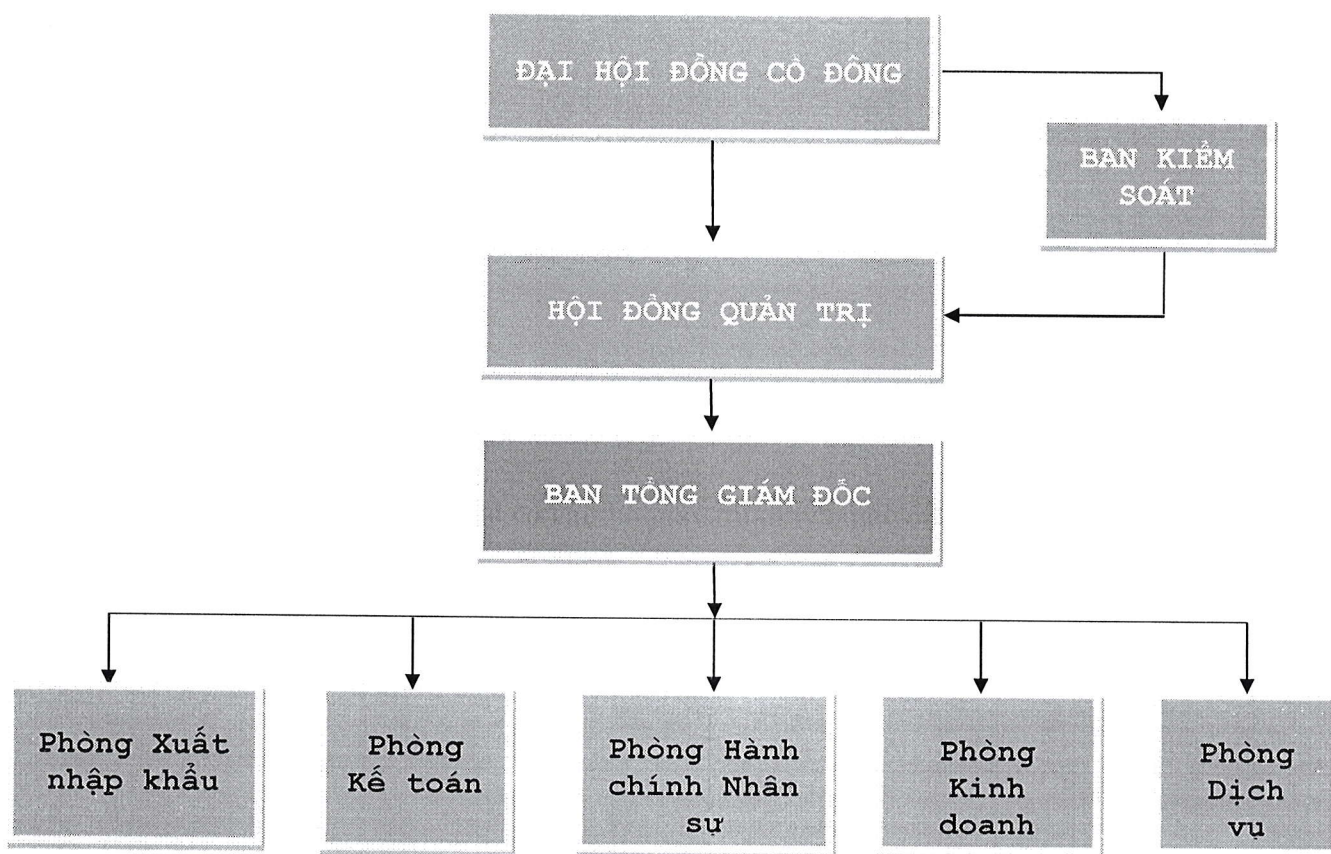 ĐẠI HỘI ĐỒNG CỔ ĐÔNG
BAN KIỂM
SOÁT
HỘI ĐỒNG QUẢN TRỊ
BAN TỔNG GIÁM ĐỐC
Phòng Xuất
nhập khẩu
Phòng
Kế toán
Phòng Hành
chính Nhân
sự
Phòng
Kinh
doanh
Phòng
Dịch
vụ